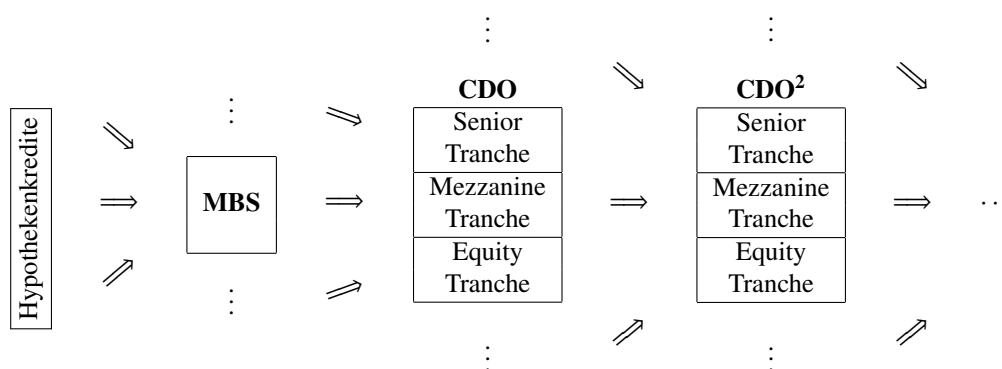 Hypothekenkredite
MBS
CDO
Senior
Tranche
Mezzanine
Tranche
Equity
Tranche
CDO²
Senior
Tranche
Mezzanine
Tranche
Equity
Tranche